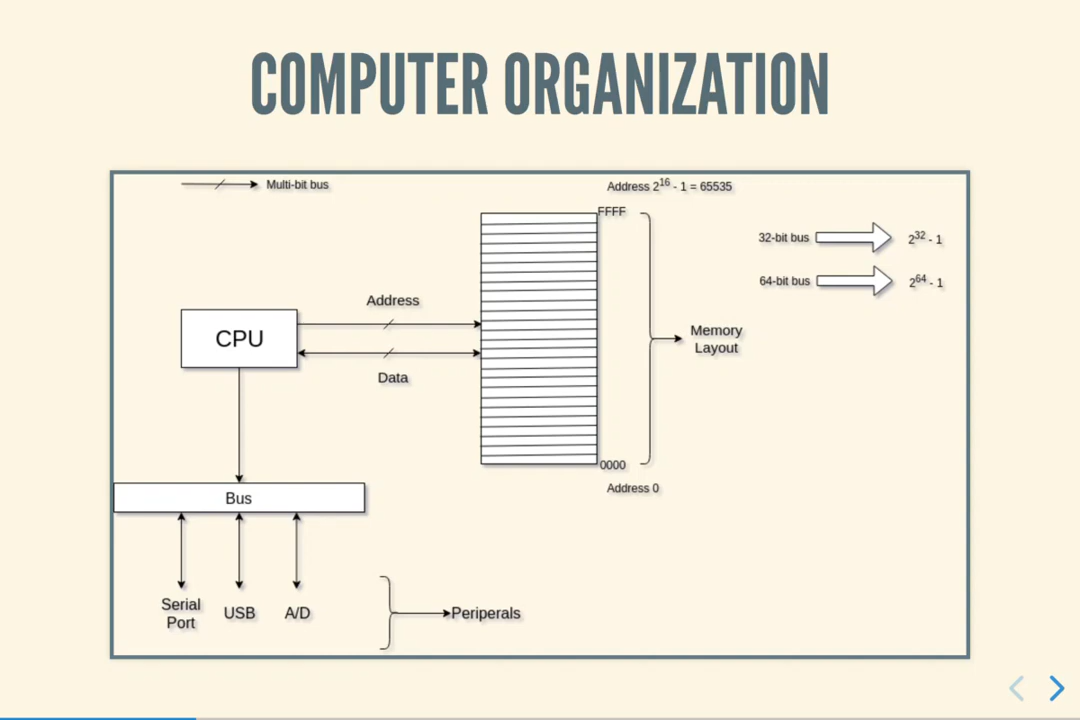 COMPUTER ORGANIZATION
Multi-bit bus
Address 2^16 - 1 = 65535
FFFF
32-bit bus
2^32 - 1
64-bit bus
2^64 - 1
Address
CPU
Data
Memory
Layout
0000
Address 0
Bus
Serial
Port
USB
A/D
Periperals